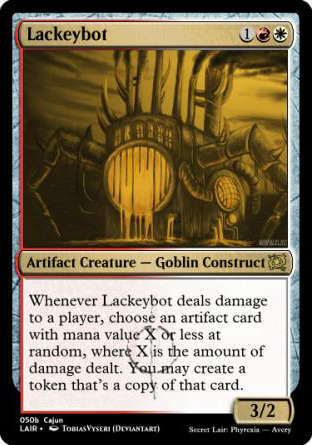 Lackeybot 1
Artifact Creature — Goblin Construct
Whenever Lackeybot deals damage
to a player, choose an artifact card
with mana value X or less at
random, where X is the amount of
damage dealt. You may create a
token that's a copy of that card.
3/2
050b Cajun
LAIR • TobiasVyseri (DeviantArt)
Secret Lair: Phyrexia — Avery